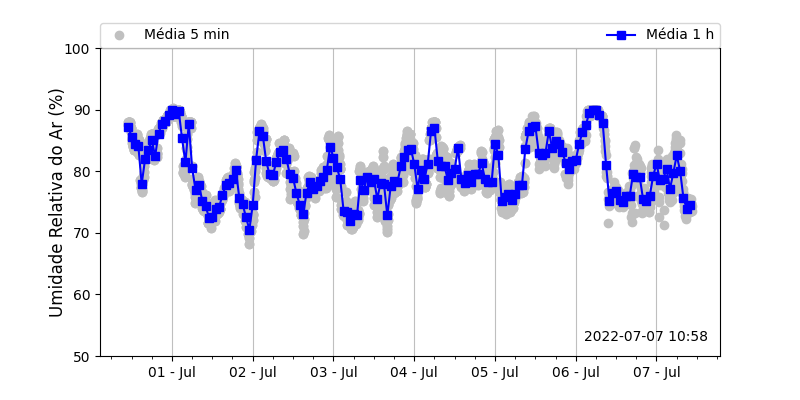 Média 5 min
Média 1 h
Umidade Relativa do Ar (%)
100
90
80
70
60
50
2022-07-07 10:58
01 - Jul
02 - Jul
03 - Jul
04 - Jul
05 - Jul
06 - Jul
07 - Jul